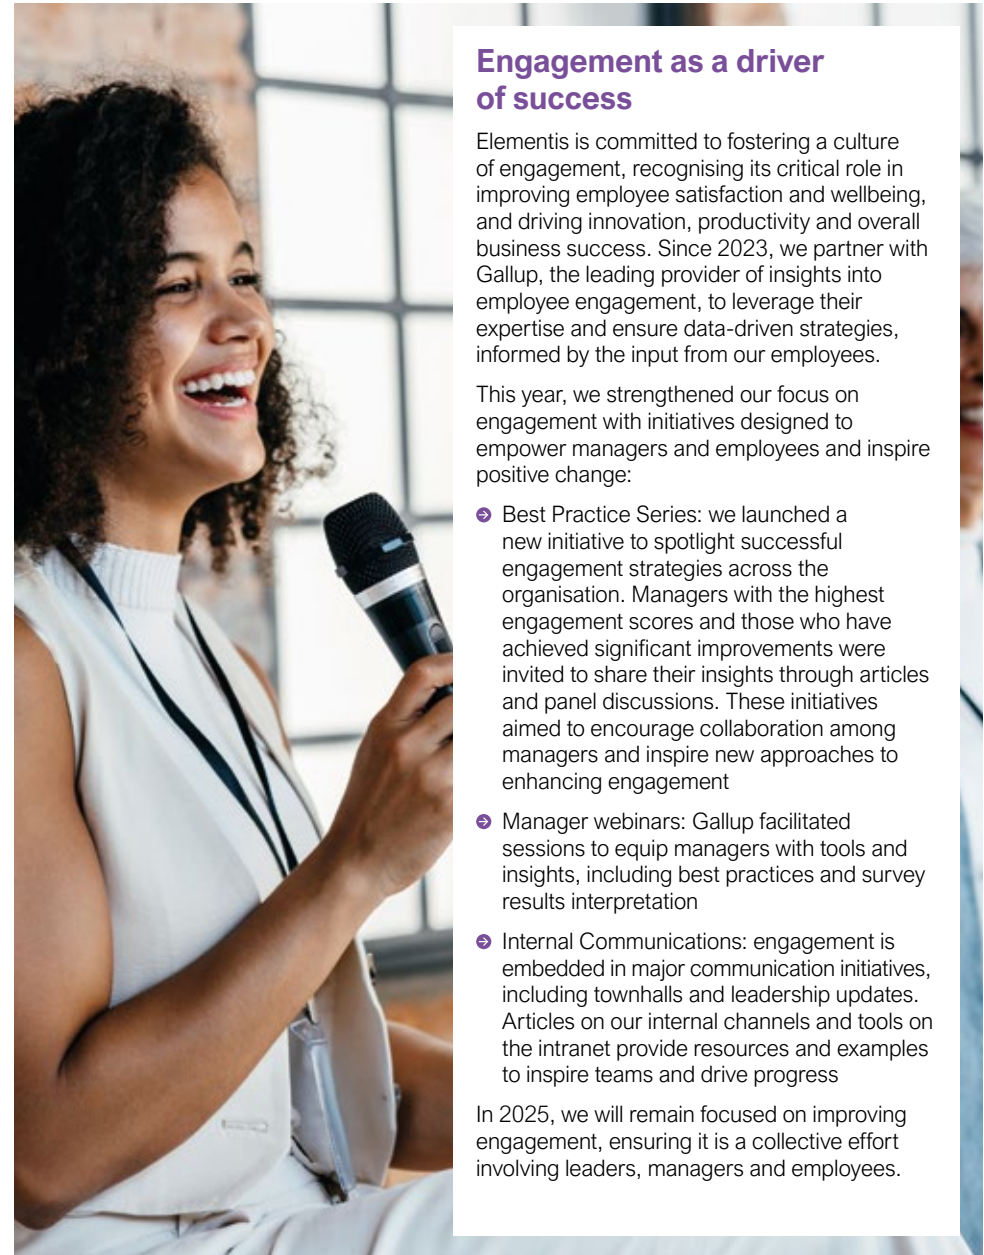 Engagement as a driver
of success
Elementis is committed to fostering a culture
of engagement, recognising its critical role in
improving employee satisfaction and wellbeing,
and driving innovation, productivity and overall
business success. Since 2023, we partner with
Gallup, the leading provider of insights into
employee engagement, to leverage their
expertise and ensure data-driven strategies,
informed by the input from our employees.
This year, we strengthened our focus on
engagement with initiatives designed to
empower managers and employees and inspire
positive change:
Best Practice Series: we launched a
new initiative to spotlight successful
engagement strategies across the
organisation. Managers with the highest
engagement scores and those who have
achieved significant improvements were
invited to share their insights through articles
and panel discussions. These initiatives
aimed to encourage collaboration among
managers and inspire new approaches to
enhancing engagement
Manager webinars: Gallup facilitated
sessions to equip managers with tools and
insights, including best practices and survey
results interpretation
Internal Communications: engagement is
embedded in major communication initiatives,
including townhalls and leadership updates.
Articles on our internal channels and tools on
the intranet provide resources and examples
to inspire teams and drive progress
In 2025, we will remain focused on improving
engagement, ensuring it is a collective effort
involving leaders, managers and employees.